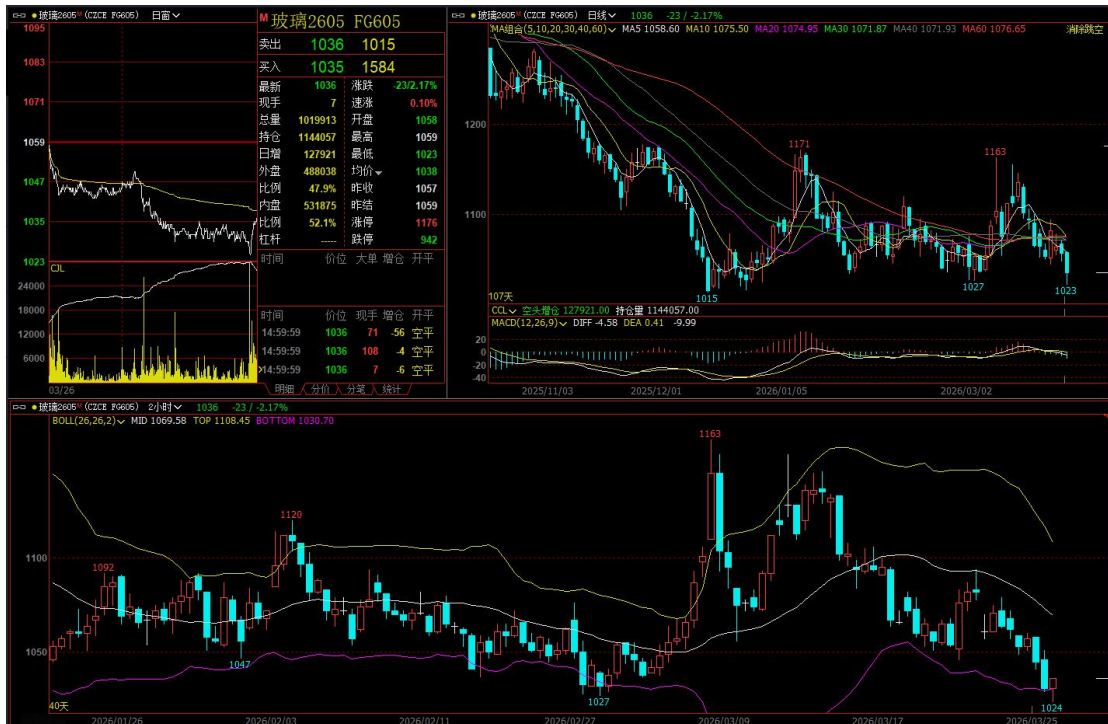 玻璃2605M(CZCE FG605) 日窗
1095
1083
1071
1059
1047
1035
1023
CJL
24000
18000
12000
6000
03/26
M玻璃2605 FG605
卖出 1036 1015
买入 1035 1584
最新 1036 涨跌 -23/2.17%
现手 7 速涨 0.10%
总量 1019913 开盘 1058
持仓 1144057 最高 1059
日增 127921 最低 1023
外盘 488038 均价 1038
比例 47.9% 昨收 1057
内盘 531875 昨结 1059
比例 52.1% 涨停 1176
杠杆 ----- 跌停 942
时间 价位 大单 增仓 开平
时间 价位 现手 增仓 开平
14:59:59 1036 71 -56 空平
14:59:59 1036 108 -4 空平
14:59:59 1036 7 -6 空平
明细 分价 分笔 统计
玻璃2605M(CZCE FG605) 日线 1036 -23 / -2.17%
MA组合(5,10,20,30,40,60) MA5 1058.60 MA10 1075.50 MA20 1074.95 MA30 1071.87 MA40 1071.93 MA60 1076.65 消除跳空
1200
1171
1163
1100
1015
1027
1023
107天
CCL 空头增仓 127921.00 持仓量 1144057.00
MACD(12,26,9) DIFF -4.58 DEA 0.41 -9.99
20
0
-20
-40
2025/11/03 2025/12/01 2026/01/05 2026/03/02
玻璃2605M(CZCE FG605) 2小时 1036 -23 / -2.17%
BOLL(26,26,2) MID 1069.58 TOP 1108.45 BOTTOM 1030.70
1163
1120
1100
1092
1050
1047
1027
1024
40天
2026/01/26 2026/02/03 2026/02/11 2026/02/27 2026/03/09 2026/03/17 2026/03/25